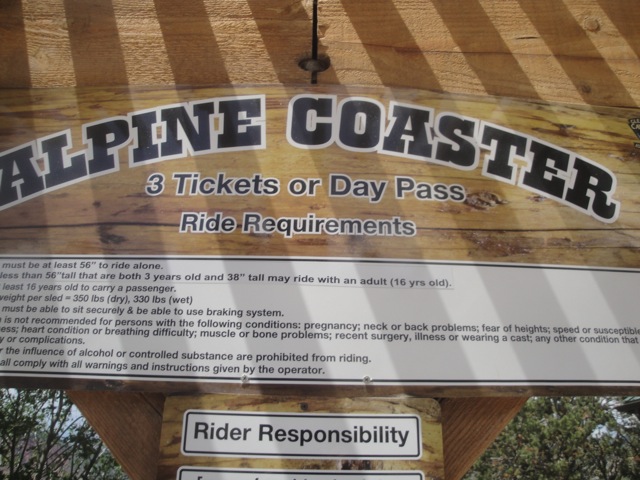 ALPINE COASTER
3 Tickets or Day Pass
Ride Requirements
must be at least 56" to ride alone.
less than 56"tall that are both 3 years old and 38" tall may ride with an adult (16 yrs old).
least 16 years old to carry a passenger.
weight per sled = 350 lbs (dry), 330 lbs (wet)
must be able to sit securely & be able to use braking system.
is not recommended for persons with the following conditions: pregnancy; neck or back problems; fear of heights; speed or susceptible
heart condition or breathing difficulty; muscle or bone problems; recent surgery, illness or wearing a cast; any other condition that
or complications.
the influence of alcohol or controlled substance are prohibited from riding.
all comply with all warnings and instructions given by the operator.
Rider Responsibility